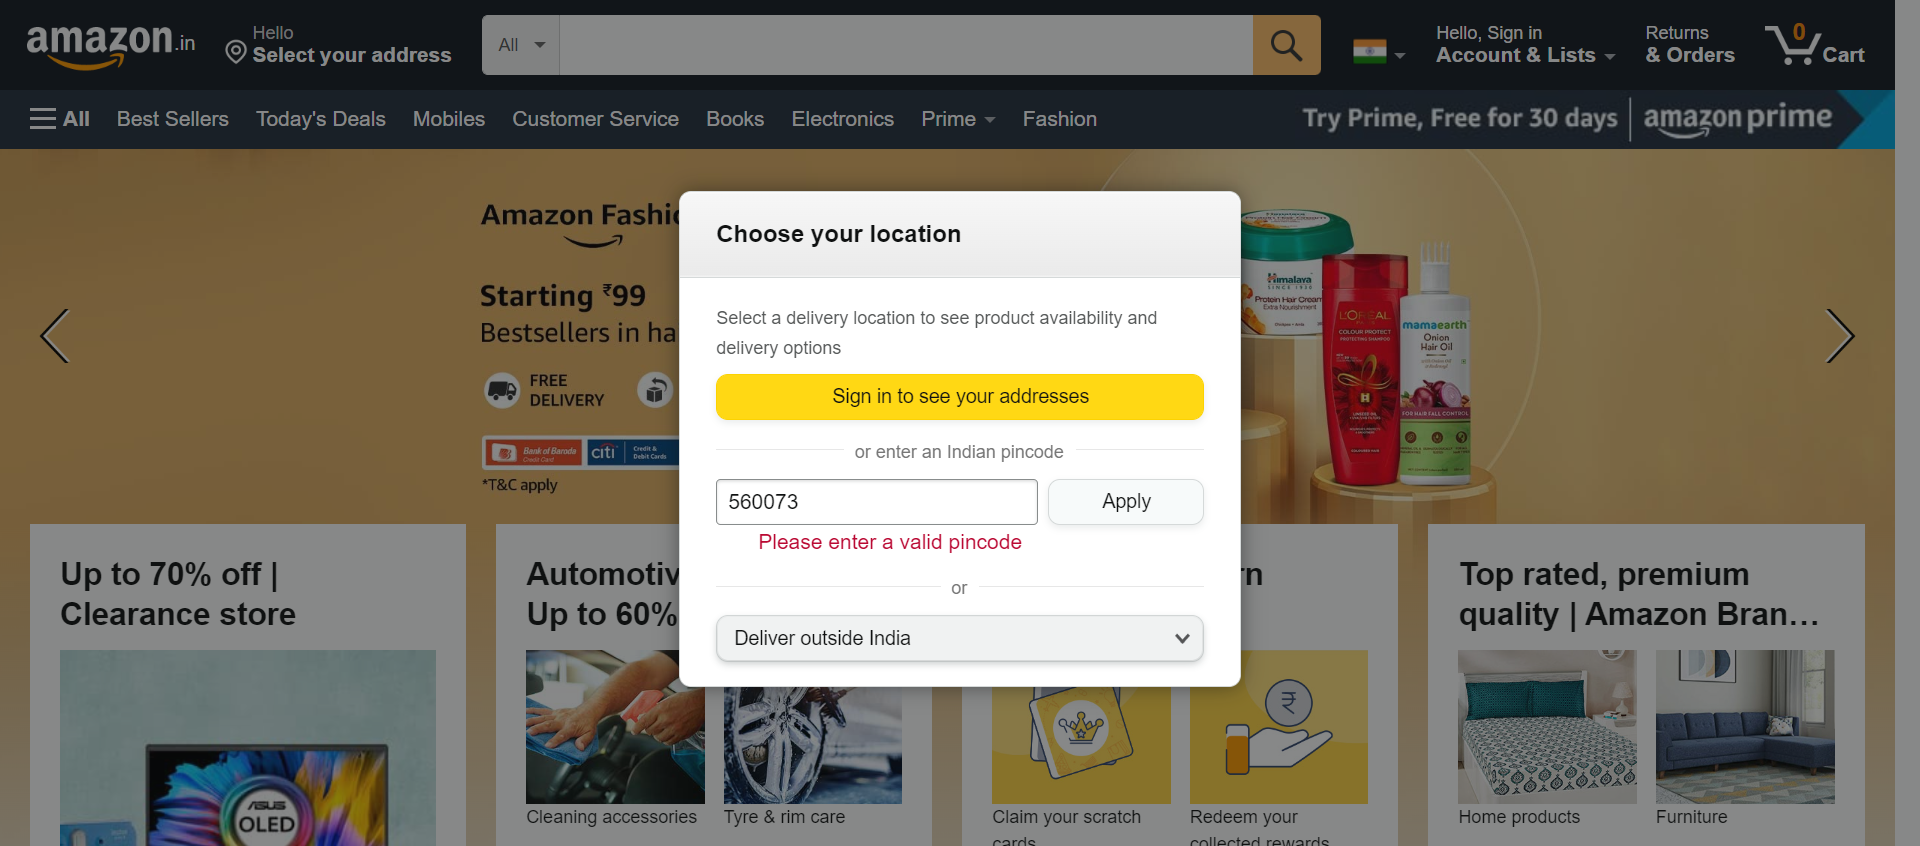 amazon.in
Hello
Select your address
All
Hello, Sign in
Account & Lists
Returns
& Orders
0
Cart
All
Best Sellers
Today's Deals
Mobiles
Customer Service
Books
Electronics
Prime
Fashion
Try Prime, Free for 30 days
amazon prime
Amazon Fashi
Starting ₹99
Bestsellers in ha
FREE
DELIVERY
Bank of Baroda
Credit Card
citi
Credit &
Debit Cards
*T&C apply
Himalaya
SINCE 1930
Protein Hair Cream
Extra Nourishment
L'ORÉAL
COLOUR PROTECT
PROTECTING SHAMPOO
mamaearth
Onion
Hair Oil
FOR HAIR FALL CONTROL
Choose your location
Select a delivery location to see product availability and
delivery options
Sign in to see your addresses
or enter an Indian pincode
560073
Apply
Please enter a valid pincode
or
Deliver outside India
Up to 70% off |
Clearance store
ASUS
OLED
Automotiv
Up to 60%
Cleaning accessories
Tyre & rim care
rn
Claim your scratch
cards
₹
Redeem your
collected rewards
Top rated, premium
quality | Amazon Bran…
Home products
Furniture